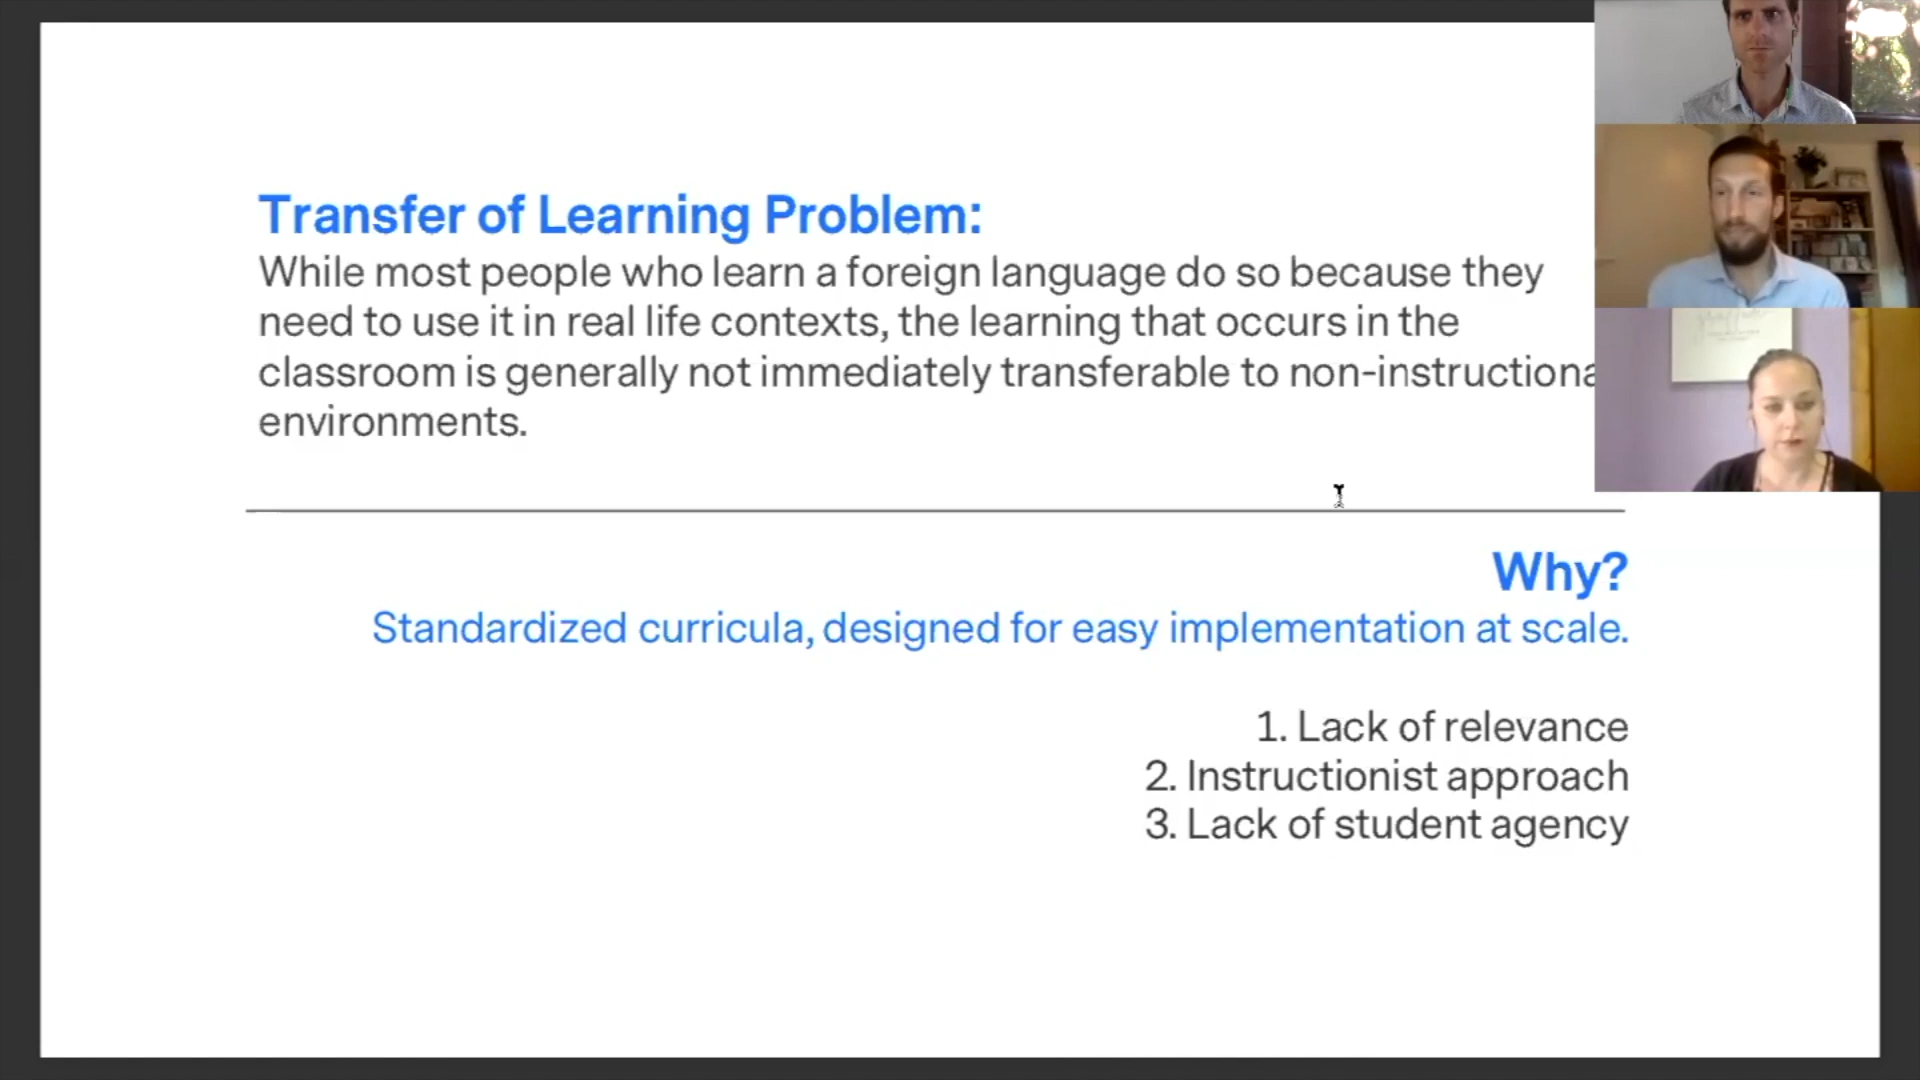 Transfer of Learning Problem:
While most people who learn a foreign language do so because they
need to use it in real life contexts, the learning that occurs in the
classroom is generally not immediately transferable to non-instructiona
environments.
Why?
Standardized curricula, designed for easy implementation at scale.
1. Lack of relevance
2. Instructionist approach
3. Lack of student agency